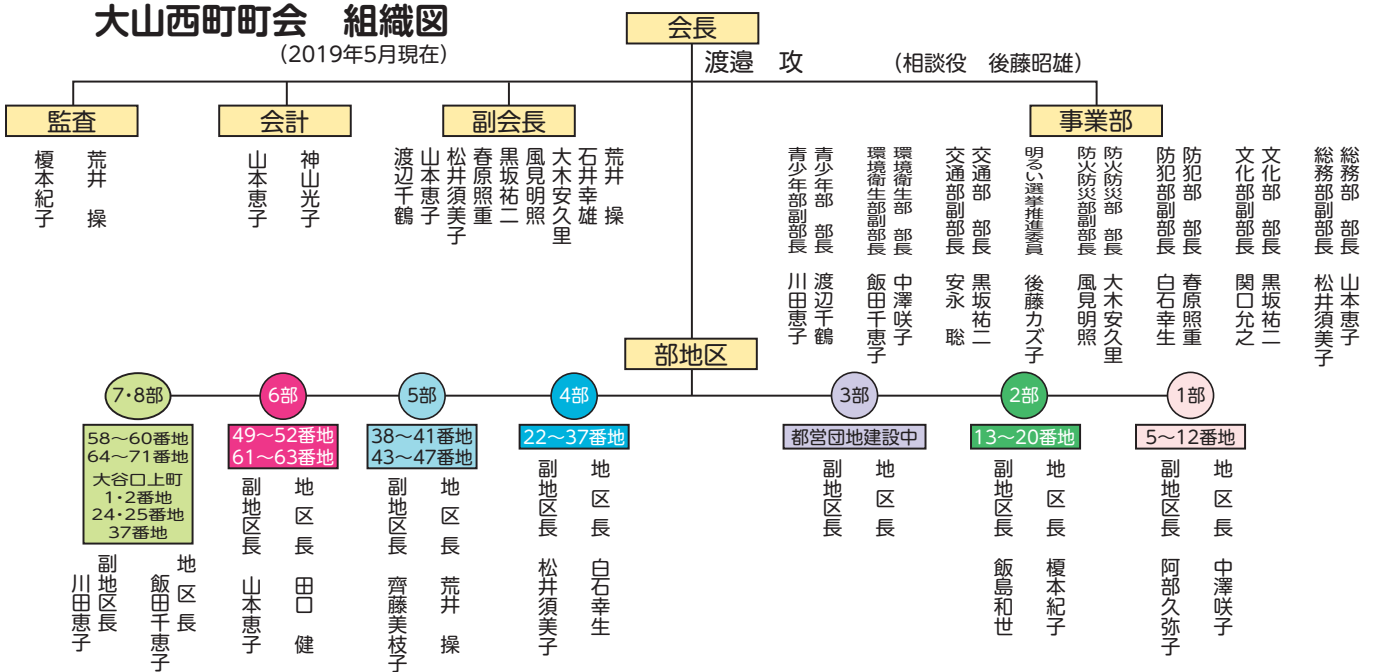 大山西町町会　組織図
(2019年5月現在)
会長
渡邉　攻　(相談役　後藤昭雄)
監査
荒井　操
榎本紀子
会計
神山光子
山本恵子
副会長
荒井　操
石井幸雄
大木安久里
風見明照
黒坂祐二
春原照重
松井須美子
山本恵子
渡辺千鶴
事業部
総務部　部長　山本恵子
総務部副部長　松井須美子
文化部　部長　黒坂祐二
文化部副部長　関口允之
防犯部　部長　春原照重
防犯部副部長　白石幸生
防火防災部　部長　大木安久里
防火防災部副部長　風見明照
明るい選挙推進委員　後藤カズ子
交通部　部長　黒坂祐二
交通部副部長　安永　聡
環境衛生部　部長　中澤咲子
環境衛生部副部長　飯田千恵子
青少年部　部長　渡辺千鶴
青少年部副部長　川田恵子
部地区
1部
5〜12番地
地区長　中澤咲子
副地区長　阿部久弥子
2部
13〜20番地
地区長　榎本紀子
副地区長　飯島和世
3部
都営団地建設中
地区長
副地区長
4部
22〜37番地
地区長　白石幸生
副地区長　松井須美子
5部
38〜41番地
43〜47番地
地区長　荒井　操
副地区長　齊藤美枝子
6部
49〜52番地
61〜63番地
地区長　田口　健
副地区長　山本恵子
7・8部
58〜60番地
64〜71番地
大谷口上町
1・2番地
24・25番地
37番地
地区長　飯田千恵子
副地区長　川田恵子